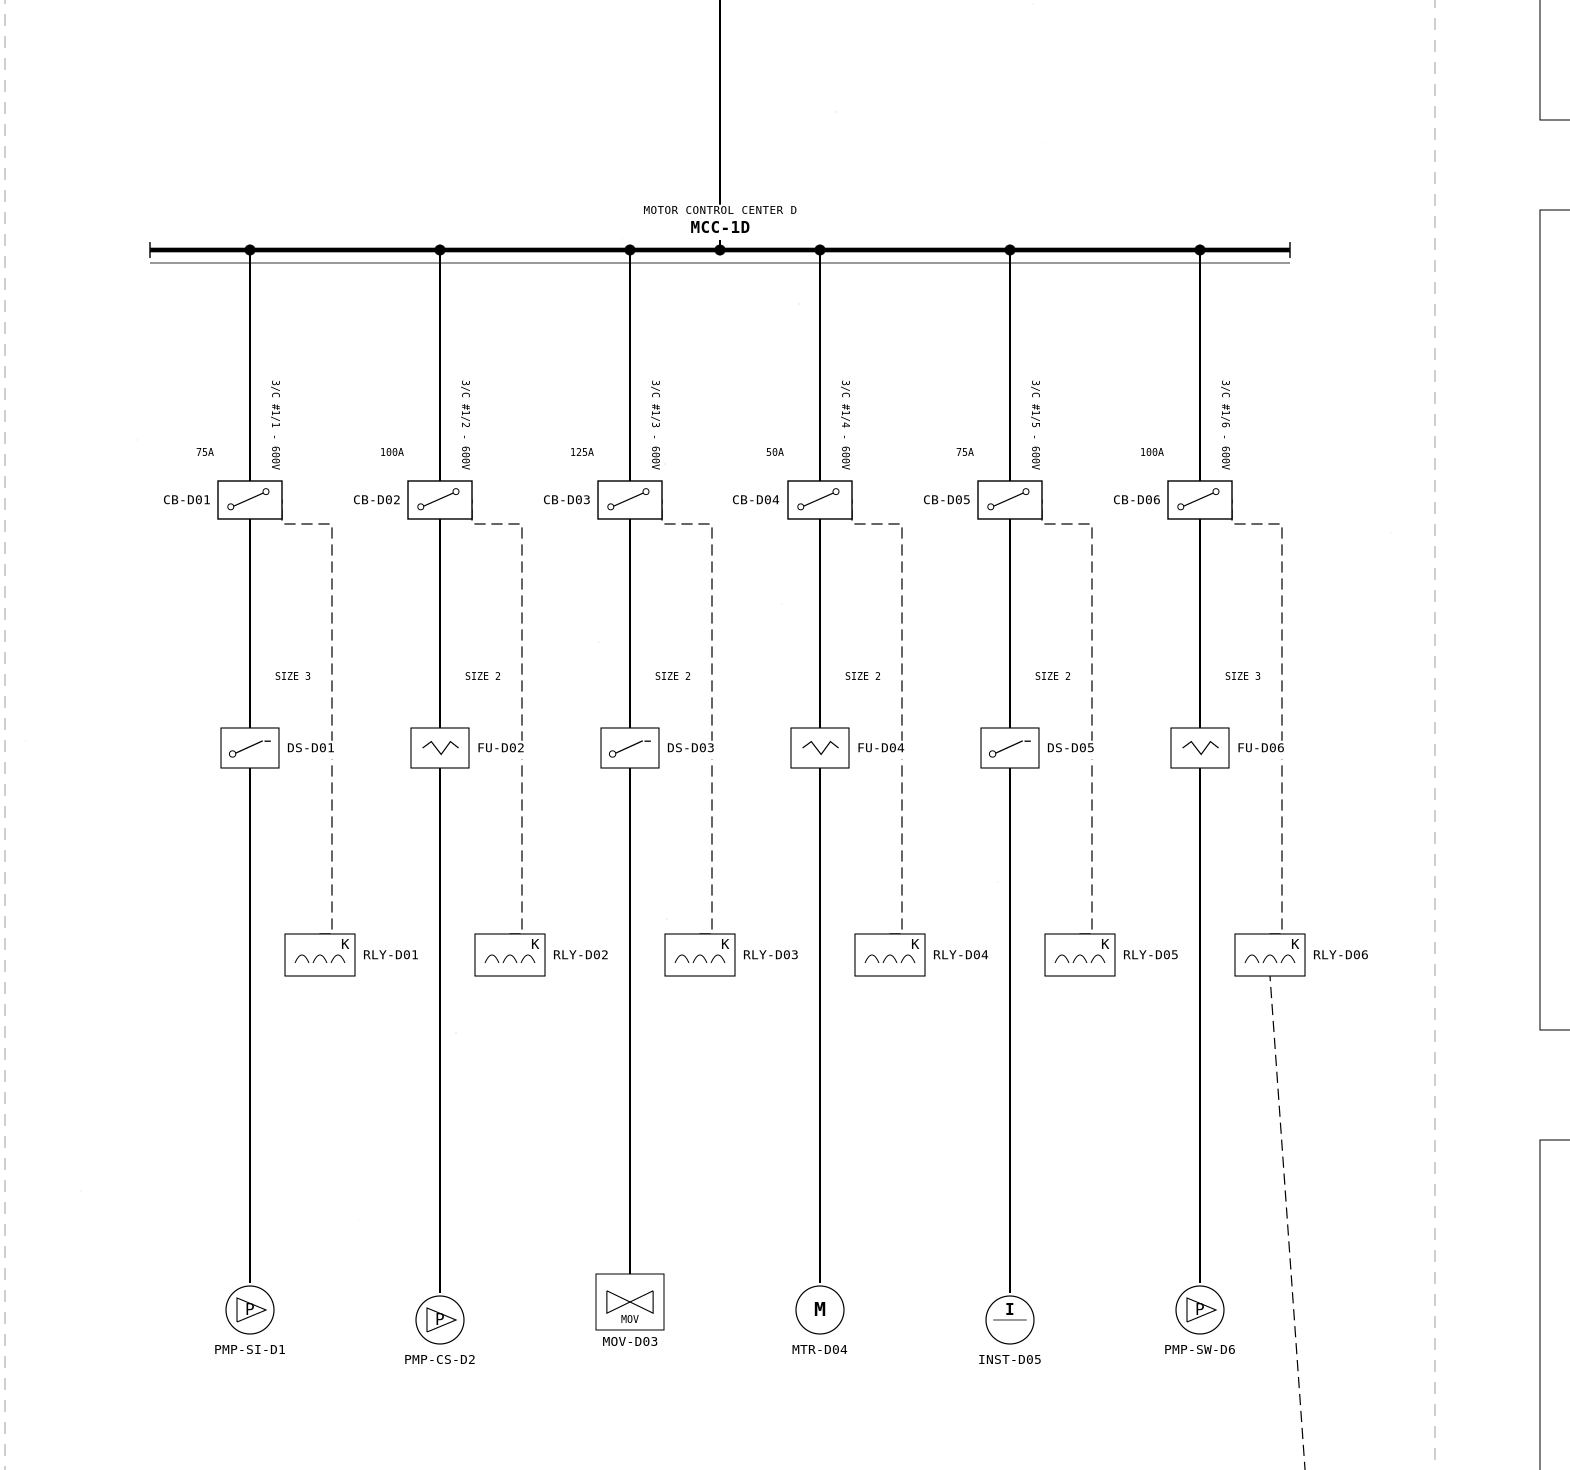 MOTOR CONTROL CENTER D
MCC-1D
3/C #1/1 - 600V
3/C #1/2 - 600V
3/C #1/3 - 600V
3/C #1/4 - 600V
3/C #1/5 - 600V
3/C #1/6 - 600V
75A
100A
125A
50A
75A
100A
CB-D01
CB-D02
CB-D03
CB-D04
CB-D05
CB-D06
SIZE 3
SIZE 2
SIZE 2
SIZE 2
SIZE 2
SIZE 3
DS-D01
FU-D02
DS-D03
FU-D04
DS-D05
FU-D06
K
RLY-D01
K
RLY-D02
K
RLY-D03
K
RLY-D04
K
RLY-D05
K
RLY-D06
P
PMP-SI-D1
P
PMP-CS-D2
MOV
MOV-D03
M
MTR-D04
I
INST-D05
P
PMP-SW-D6